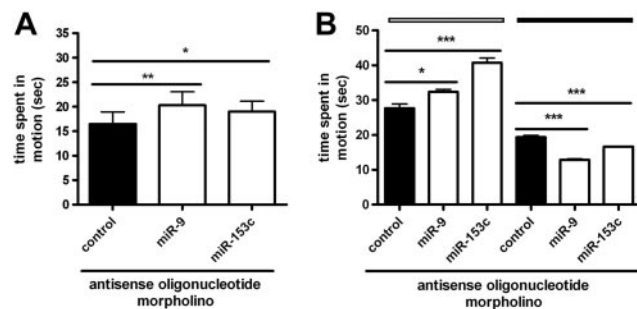 A
time spent in
motion (sec)
35
30
25
20
15
10
5
0
**
*
control
miR-9
miR-153c
antisense oligonucleotide
morpholino
B
time spent in
motion (sec)
50
40
30
20
10
0
***
*
***
***
control
miR-9
miR-153c
control
miR-9
miR-153c
antisense oligonucleotide
morpholino